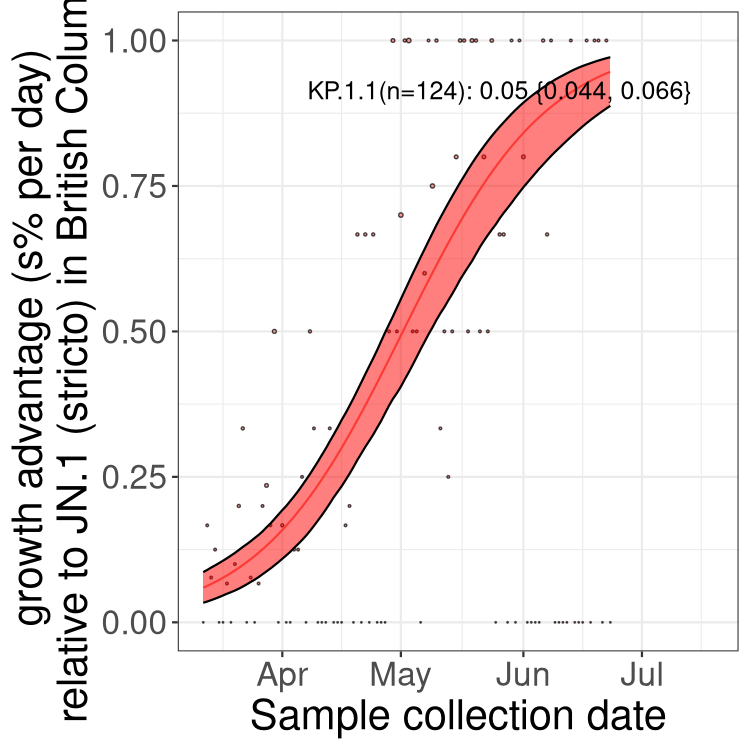 growth advantage (s% per day)
relative to JN.1 (stricto) in British Colum
1.00
0.75
0.50
0.25
0.00
KP.1.1(n=124): 0.05 {0.044, 0.066}
Apr May Jun Jul
Sample collection date